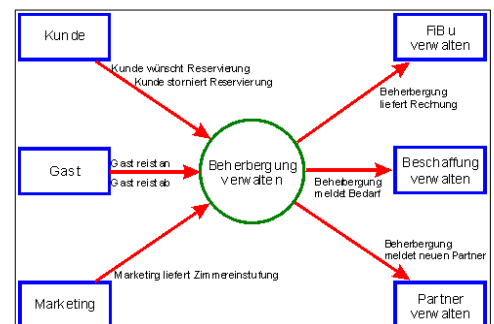 Kunde
FiBu
verwalten
Kunde wünscht Reservierung
Kunde storniert Reservierung
Beherbergung
liefert Rechnung
Gast
Gast reist an
Gast reist ab
Beherbergung
verwalten
Beherbergung
meldet Bedarf
Beschaffung
verwalten
Beherbergung
meldet neuen Partner
Marketing liefert Zimmereinstufung
Marketing
Partner
verwalten